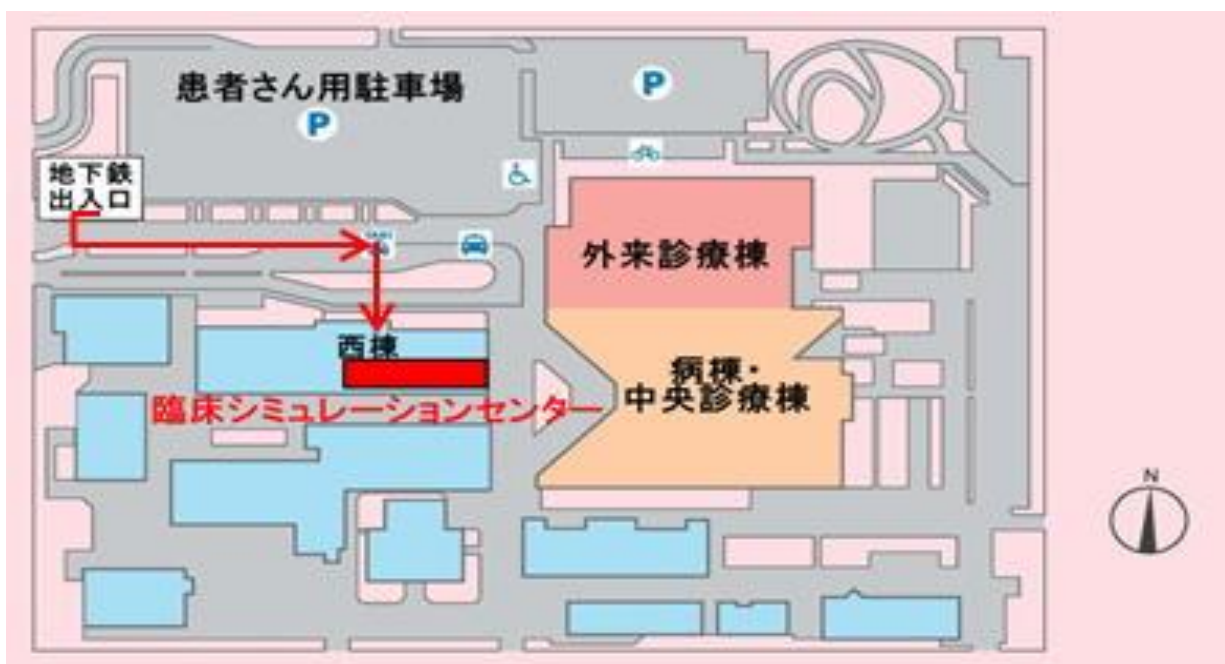 患者さん用駐車場
P
P
地下鉄
出入口
外来診療棟
西棟
病棟・
中央診療棟
臨床シミュレーションセンター
N